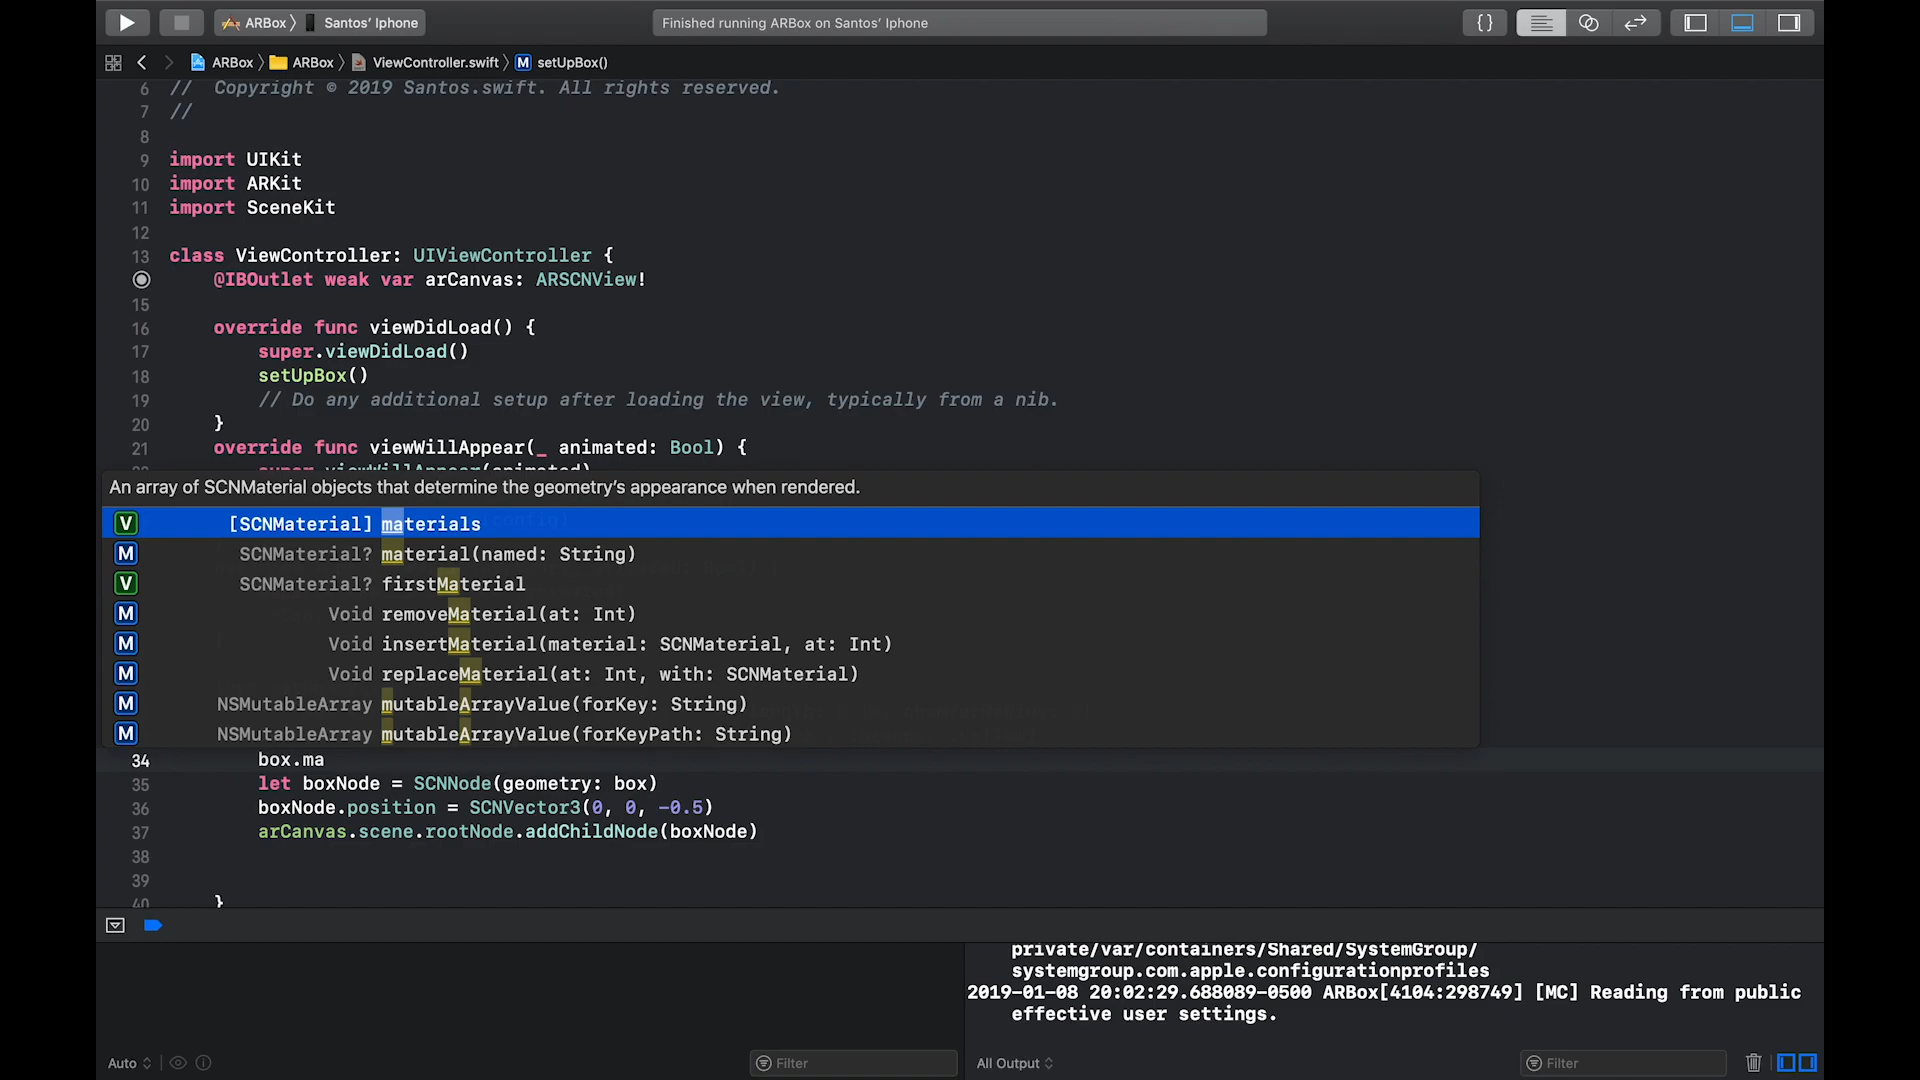 ARBox Santos' Iphone
Finished running ARBox on Santos' Iphone
{}
ARBox ARBox ViewController.swift M setUpBox()
6 // Copyright © 2019 Santos.swift. All rights reserved.
7 //
8
9 import UIKit
10 import ARKit
11 import SceneKit
12
13 class ViewController: UIViewController {
@IBOutlet weak var arCanvas: ARSCNView!
15
16 override func viewDidLoad() {
17 super.viewDidLoad()
18 setUpBox()
19 // Do any additional setup after loading the view, typically from a nib.
20 }
21 override func viewWillAppear(_ animated: Bool) {
super.viewWillAppear(animated)
An array of SCNMaterial objects that determine the geometry's appearance when rendered.
V [SCNMaterial] materials
M SCNMaterial? material(named: String)
V SCNMaterial? firstMaterial
M Void removeMaterial(at: Int)
M Void insertMaterial(material: SCNMaterial, at: Int)
M Void replaceMaterial(at: Int, with: SCNMaterial)
M NSMutableArray mutableArrayValue(forKey: String)
M NSMutableArray mutableArrayValue(forKeyPath: String)
34 box.ma
35 let boxNode = SCNNode(geometry: box)
36 boxNode.position = SCNVector3(0, 0, -0.5)
37 arCanvas.scene.rootNode.addChildNode(boxNode)
38
39
40 }
private/var/containers/Shared/SystemGroup/
systemgroup.com.apple.configurationprofiles
2019-01-08 20:02:29.688089-0500 ARBox[4104:298749] [MC] Reading from public
effective user settings.
Auto Filter All Output Filter